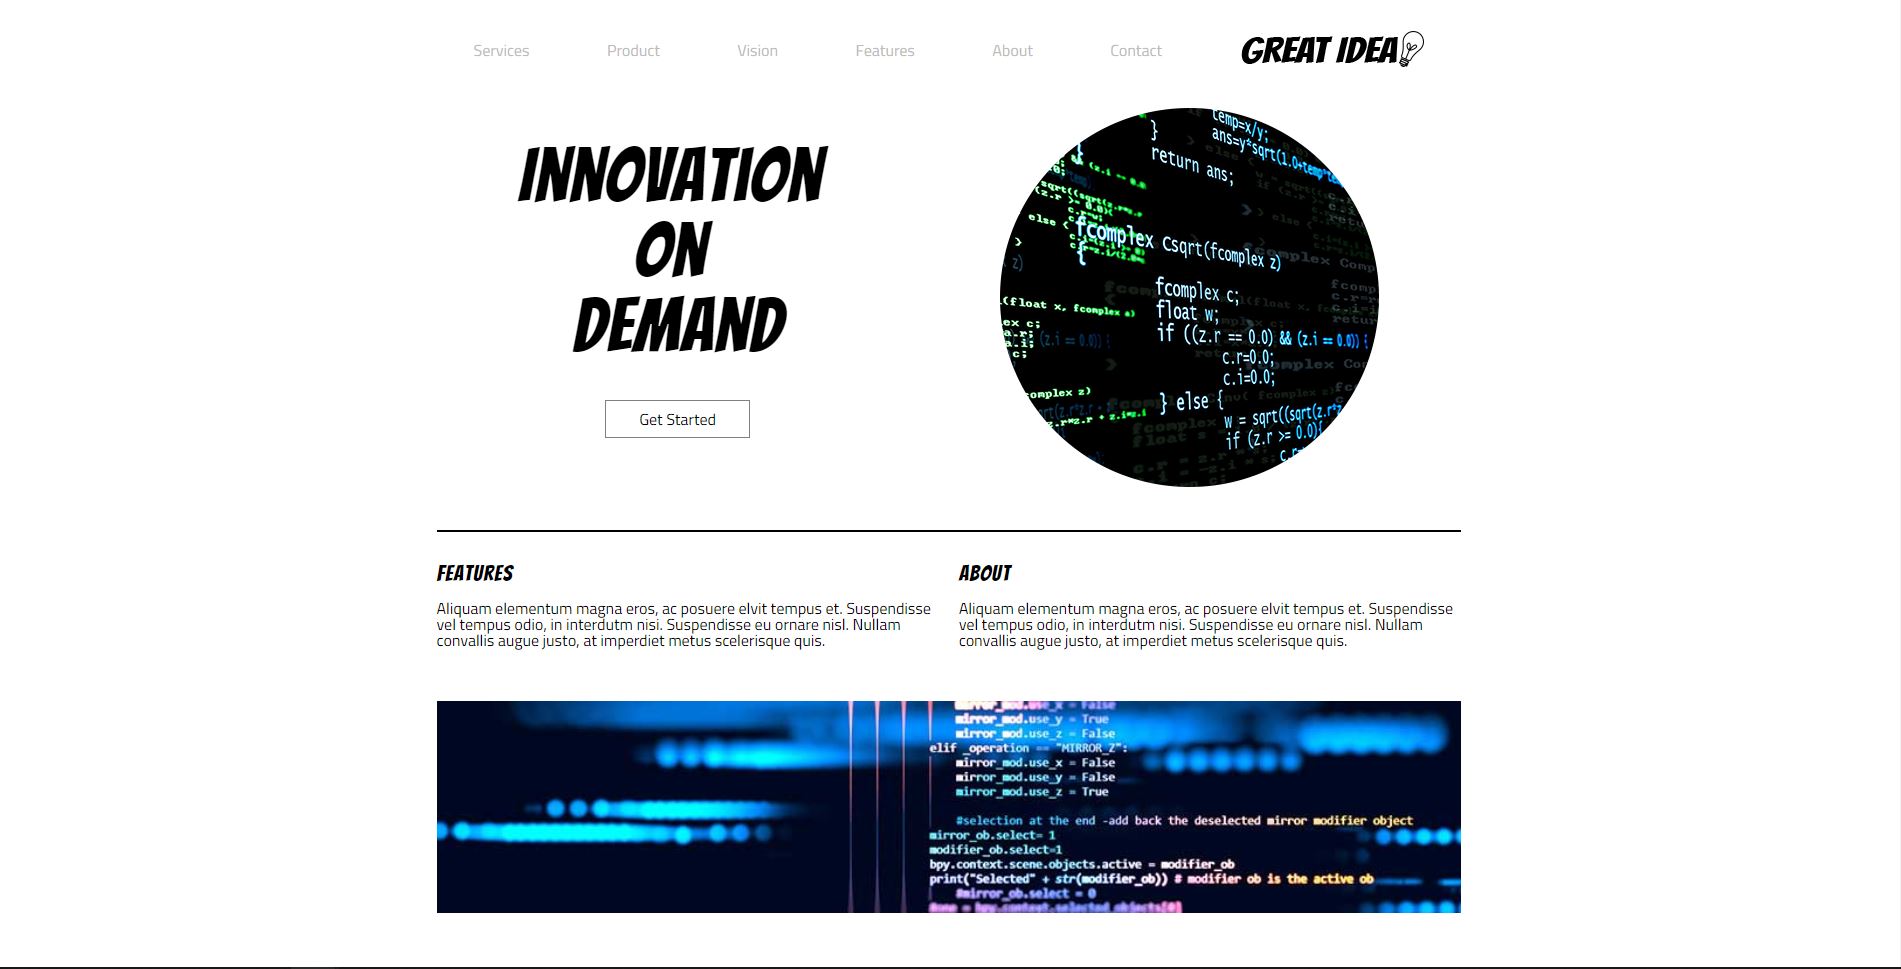 Services Product Vision Features About Contact GREAT IDEA
INNOVATION
ON
DEMAND
Get Started
temp=x/y;
}
ans=y*sqrt(1.0+temp*te
return ans;
fcomplex Csqrt(fcomplex z)
{
fcomplex c;
float w;
if ((z.r == 0.0) && (z.i == 0.0)) {
c.r=0.0;
c.i=0.0;
} else {
w = sqrt((sqrt(z.r*z
if (z.r >= 0.0){
c.r=
FEATURES
Aliquam elementum magna eros, ac posuere elvit tempus et. Suspendisse
vel tempus odio, in interdutm nisi. Suspendisse eu ornare nisl. Nullam
convallis augue justo, at imperdiet metus scelerisque quis.
ABOUT
Aliquam elementum magna eros, ac posuere elvit tempus et. Suspendisse
vel tempus odio, in interdutm nisi. Suspendisse eu ornare nisl. Nullam
convallis augue justo, at imperdiet metus scelerisque quis.
mirror_mod.use_x = False
mirror_mod.use_y = True
mirror_mod.use_z = False
elif _operation == "MIRROR_Z":
mirror_mod.use_x = False
mirror_mod.use_y = False
mirror_mod.use_z = True
#selection at the end -add back the deselected mirror modifier object
mirror_ob.select= 1
modifier_ob.select=1
bpy.context.scene.objects.active = modifier_ob
print("Selected" + str(modifier_ob)) # modifier ob is the active ob
#mirror_ob.select = 0
bpy.context.selected_objects[0]